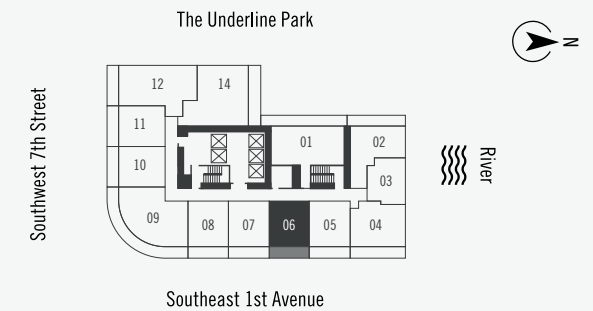 The Underline Park
N
12
14
11
01
02
Southwest 7th Street
River
10
03
09
08
07
06
05
04
Southeast 1st Avenue